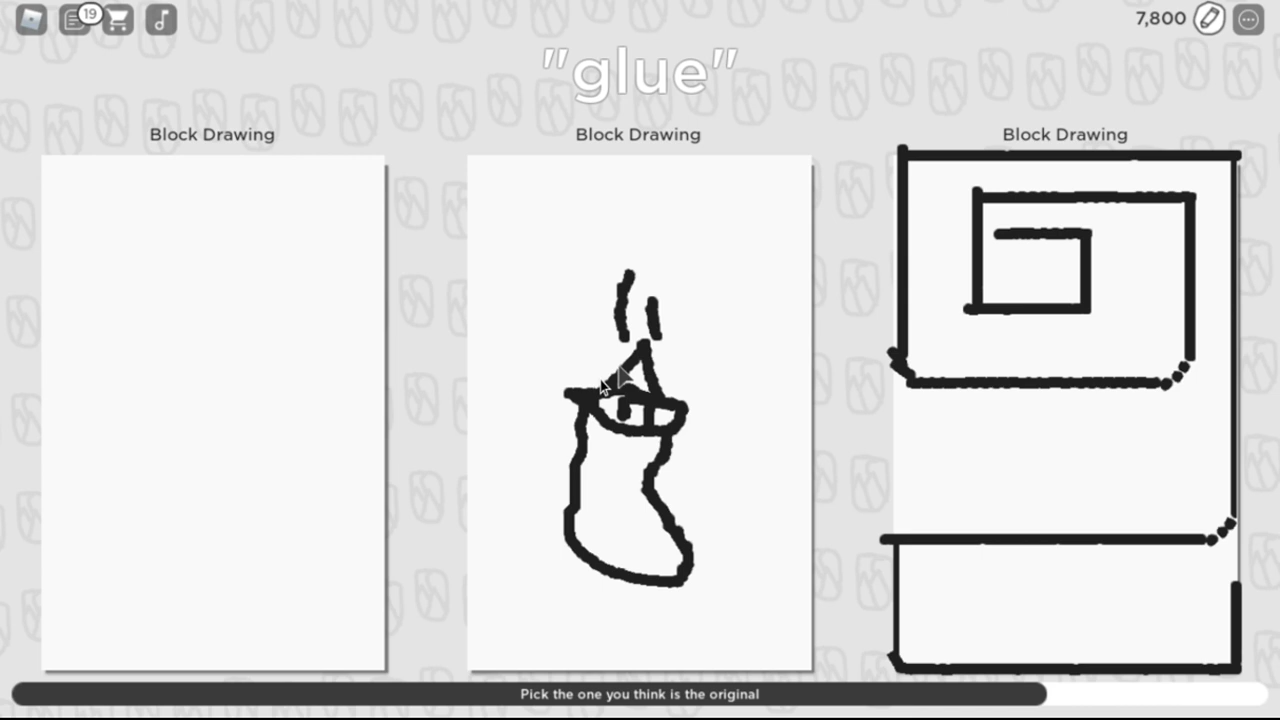 19
7,800
"glue"
Block Drawing
Block Drawing
Block Drawing
Pick the one you think is the original